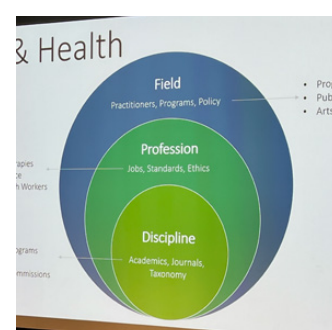 & Health
Field
Practitioners, Programs, Policy
Profession
Jobs, Standards, Ethics
Discipline
Academics, Journals,
Taxonomy